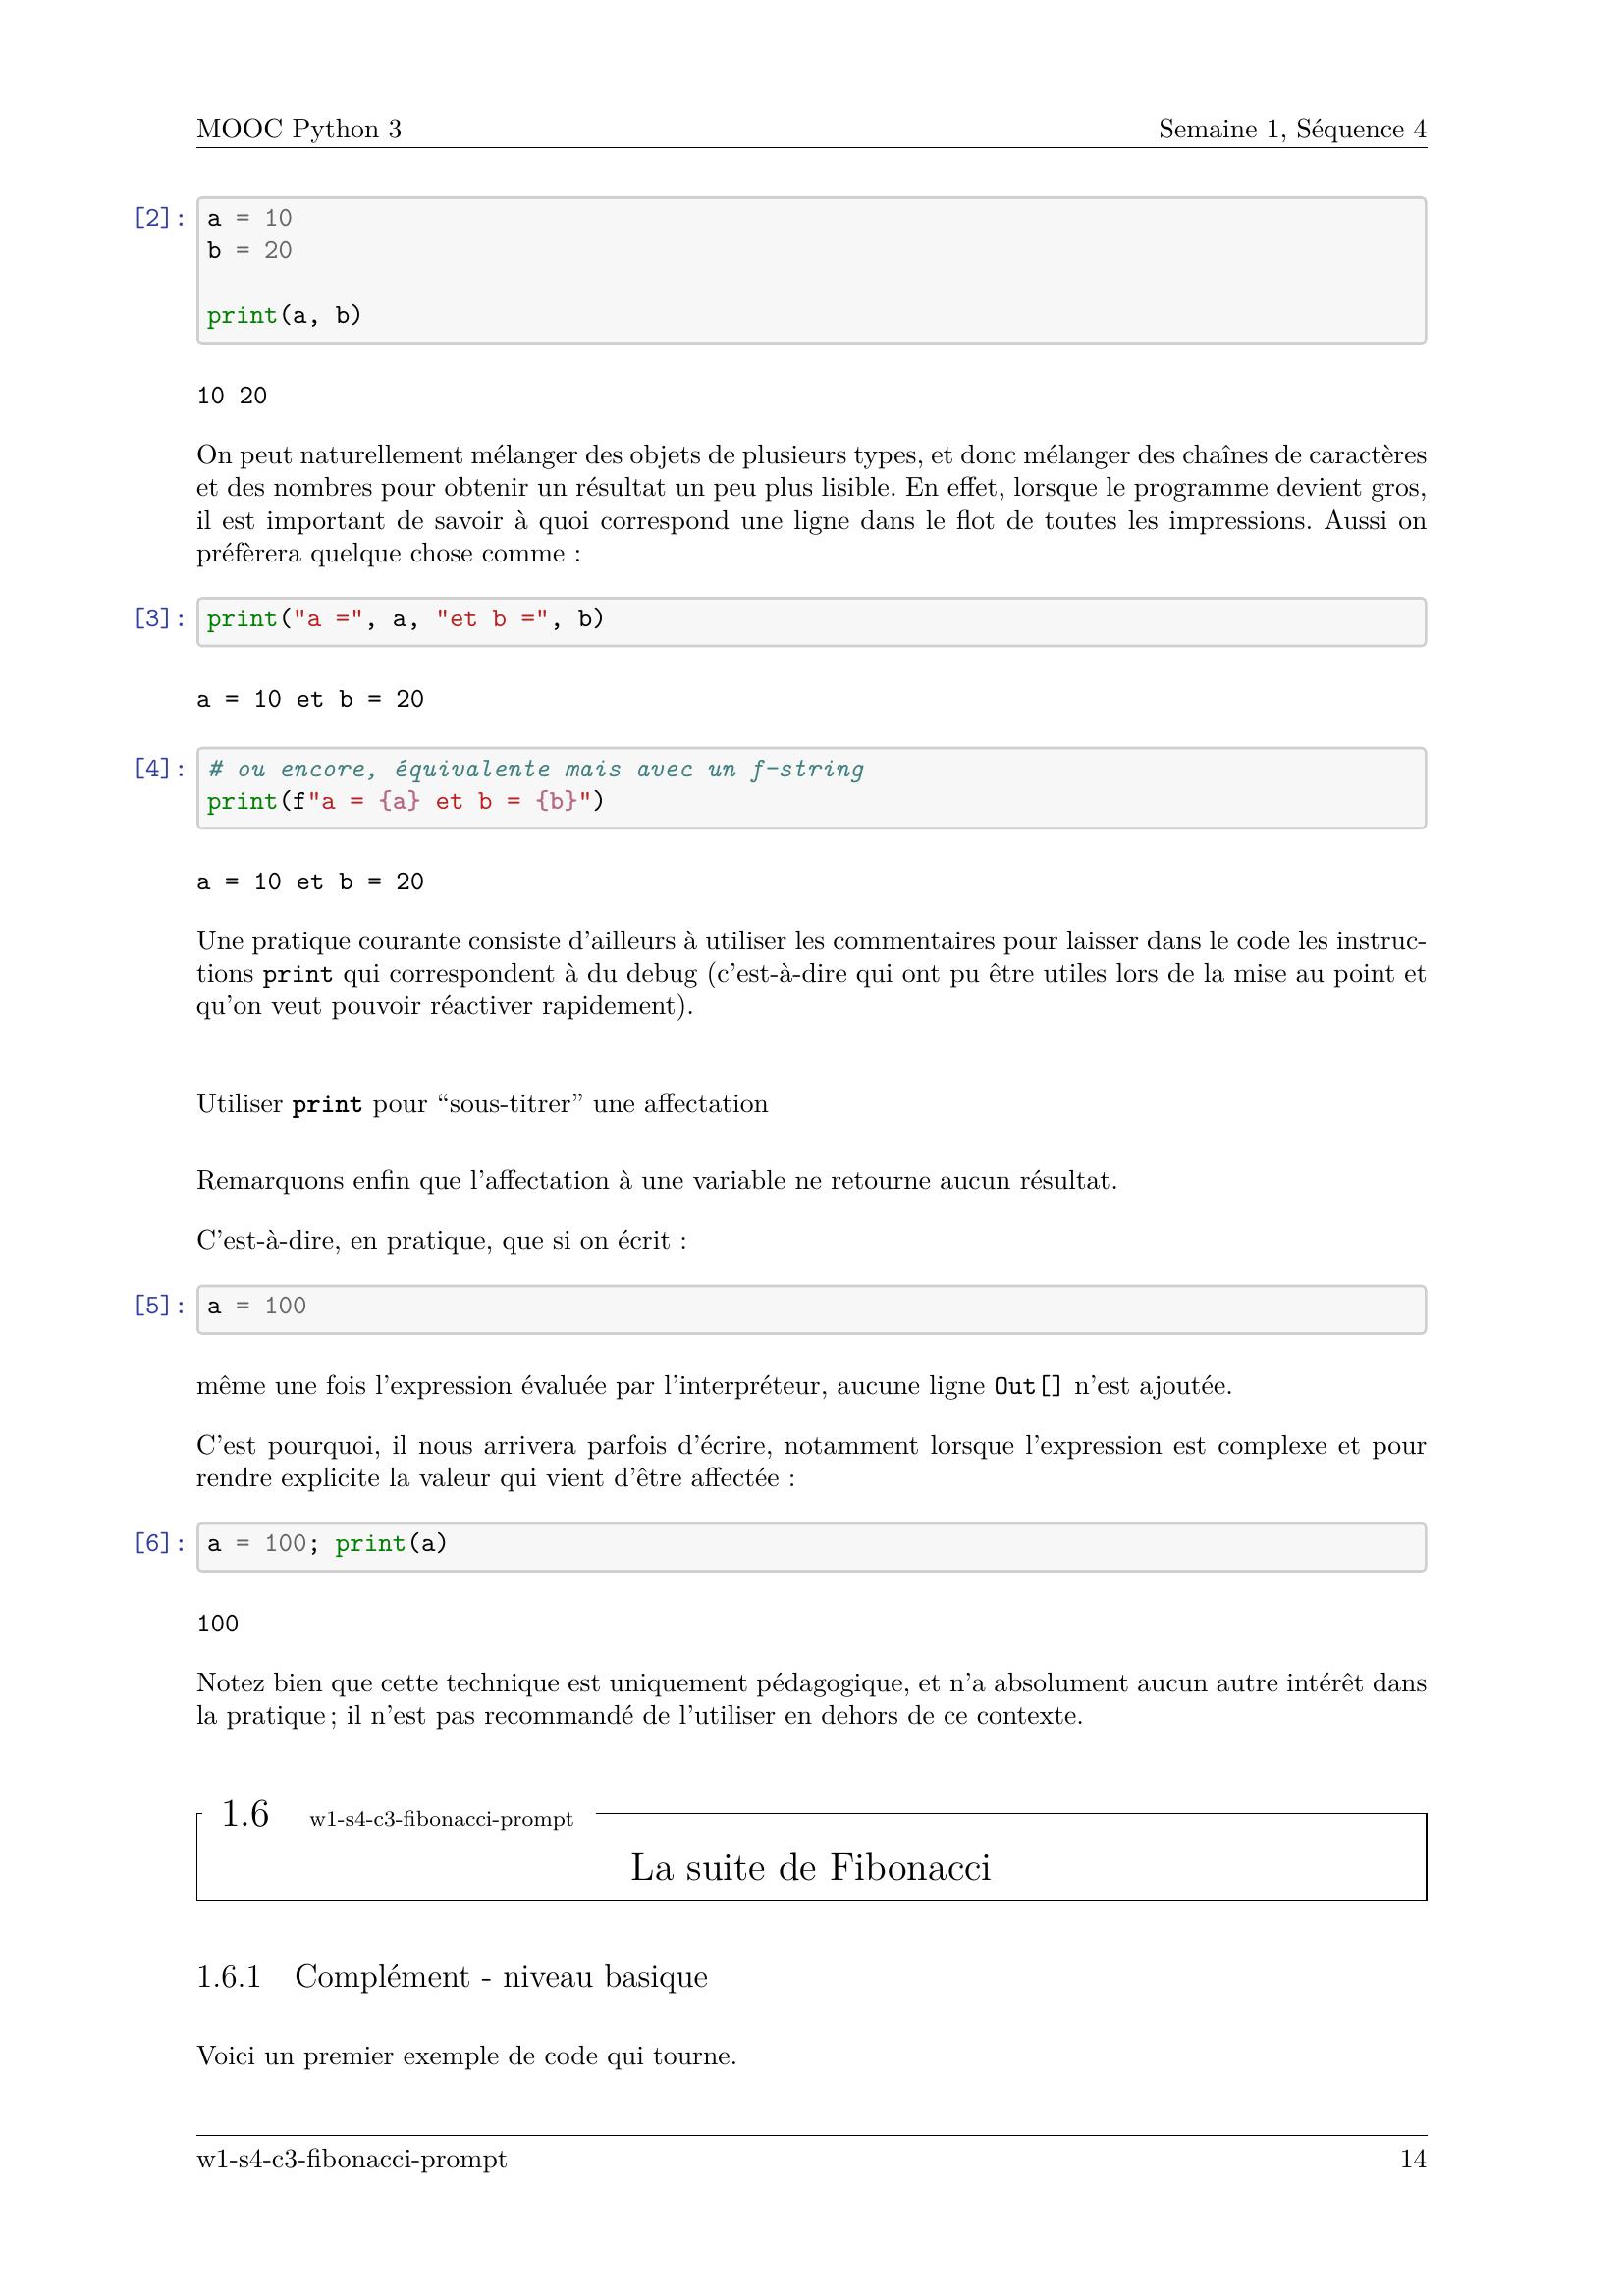 MOOC Python 3 Semaine 1, Séquence 4
[2]: a = 10
b = 20
print(a, b)
10 20
On peut naturellement mélanger des objets de plusieurs types, et donc mélanger des chaînes de caractères
et des nombres pour obtenir un résultat un peu plus lisible. En effet, lorsque le programme devient gros,
il est important de savoir à quoi correspond une ligne dans le flot de toutes les impressions. Aussi on
préfèrera quelque chose comme :
[3]: print("a =", a, "et b =", b)
a = 10 et b = 20
[4]: # ou encore, équivalente mais avec un f-string
print(f"a = {a} et b = {b}")
a = 10 et b = 20
Une pratique courante consiste d'ailleurs à utiliser les commentaires pour laisser dans le code les instruc-
tions print qui correspondent à du debug (c'est-à-dire qui ont pu être utiles lors de la mise au point et
qu'on veut pouvoir réactiver rapidement).
Utiliser print pour “sous-titrer” une affectation
Remarquons enfin que l'affectation à une variable ne retourne aucun résultat.
C'est-à-dire, en pratique, que si on écrit :
[5]: a = 100
même une fois l'expression évaluée par l'interpréteur, aucune ligne Out[] n'est ajoutée.
C'est pourquoi, il nous arrivera parfois d'écrire, notamment lorsque l'expression est complexe et pour
rendre explicite la valeur qui vient d'être affectée :
[6]: a = 100; print(a)
100
Notez bien que cette technique est uniquement pédagogique, et n'a absolument aucun autre intérêt dans
la pratique ; il n'est pas recommandé de l'utiliser en dehors de ce contexte.
1.6 w1-s4-c3-fibonacci-prompt
La suite de Fibonacci
1.6.1 Complément - niveau basique
Voici un premier exemple de code qui tourne.
w1-s4-c3-fibonacci-prompt 14